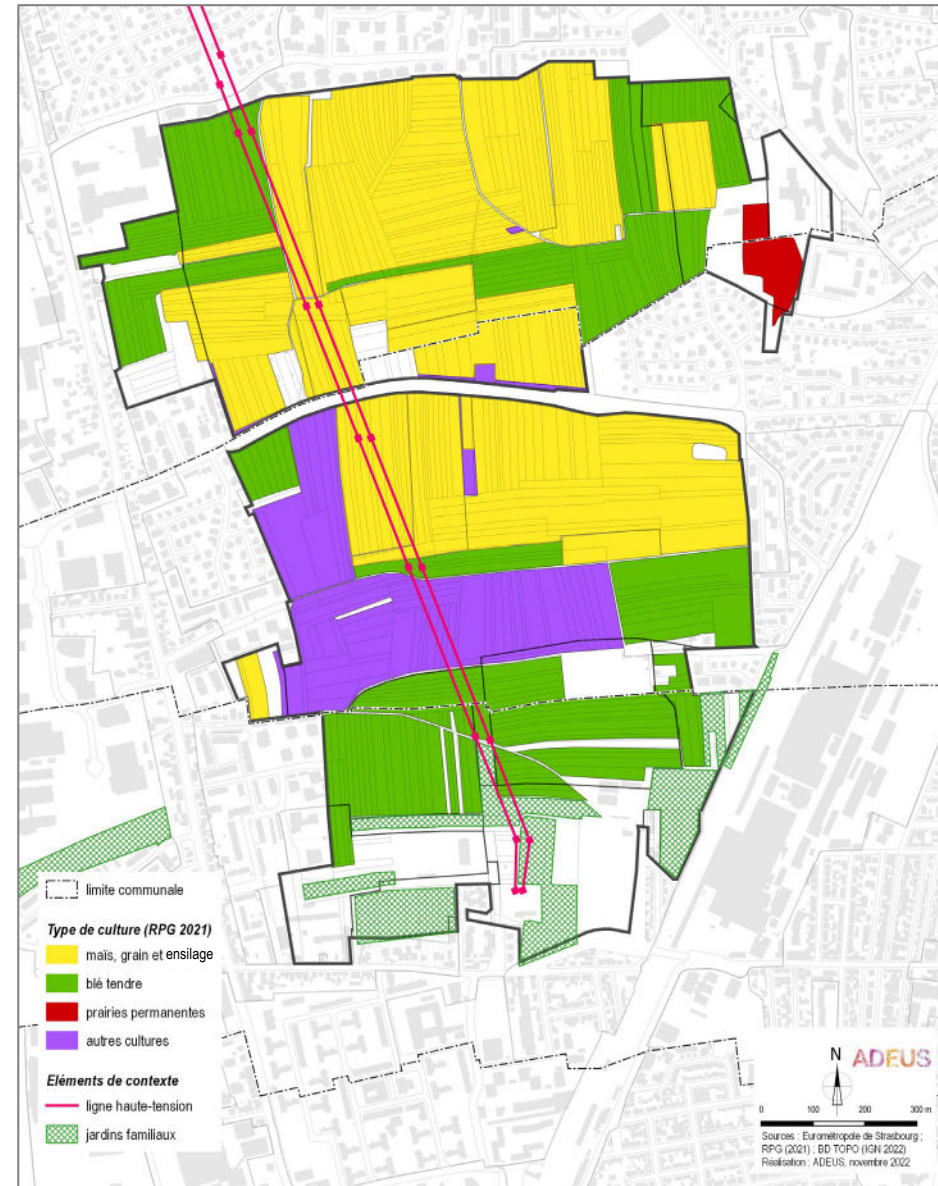 limite communale
Type de culture (RPG 2021)
maïs, grain et ensilage
blé tendre
prairies permanentes
autres cultures
Eléments de contexte
ligne haute-tension
jardins familiaux
N
ADEUS
0 100 200 300 m
Sources : Eurométropole de Strasbourg ;
RPG (2021) ; BD TOPO (IGN 2022)
Réalisation : ADEUS, novembre 2022